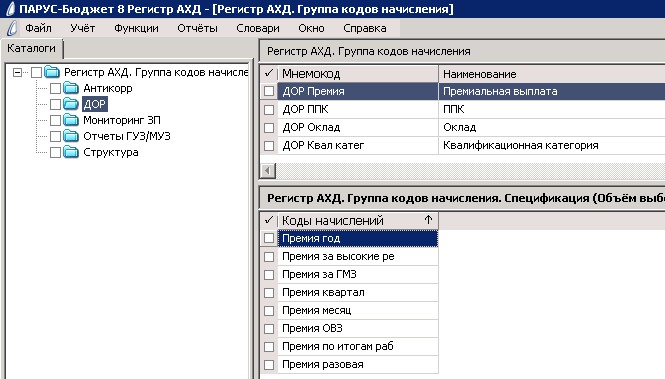 ПАРУС-Бюджет 8 Регистр АХД - [Регистр АХД. Группа кодов начисления]
Файл Учёт Функции Отчёты Словари Окно Справка
Каталоги
Регистр АХД. Группа кодов начисле
Антикорр
ДОР
Мониторинг ЗП
Отчеты ГУЗ/МУЗ
Структура
Регистр АХД. Группа кодов начисления
Мнемокод Наименование
ДОР Премия Премиальная выплата
ДОР ППК ППК
ДОР Оклад Оклад
ДОР Квал катег Квалификационная категория
Регистр АХД. Группа кодов начисления. Спецификация (Объём выбо
Коды начислений
Премия год
Премия за высокие ре
Премия за ГМЗ
Премия квартал
Премия месяц
Премия ОВЗ
Премия по итогам раб
Премия разовая